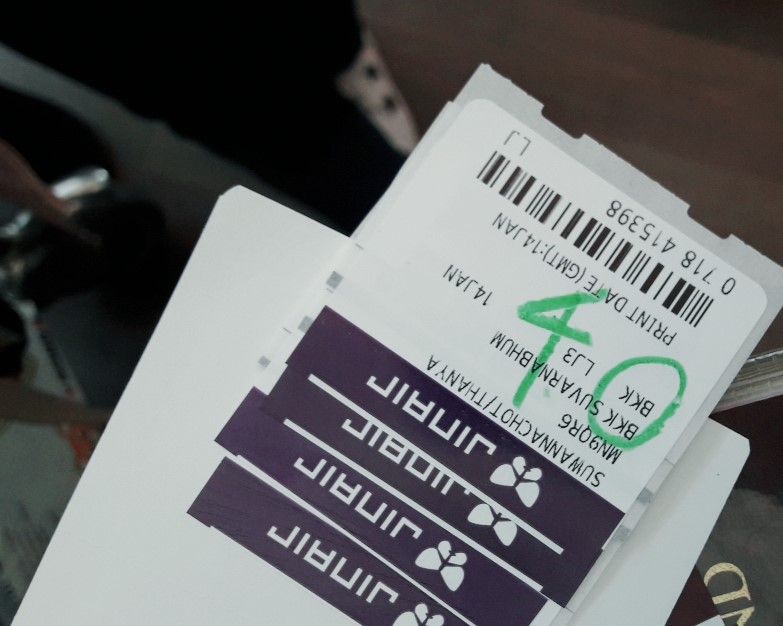 JINAIR
JINAIR
JINAIR
JINAIR
SUWANNACHOT/THANYA
MN9QR6
BKK SUVARNABHUM
BKK LJ3 14JAN
PRINT DATE(GMT):14JAN
0 718 415398
LJ
40